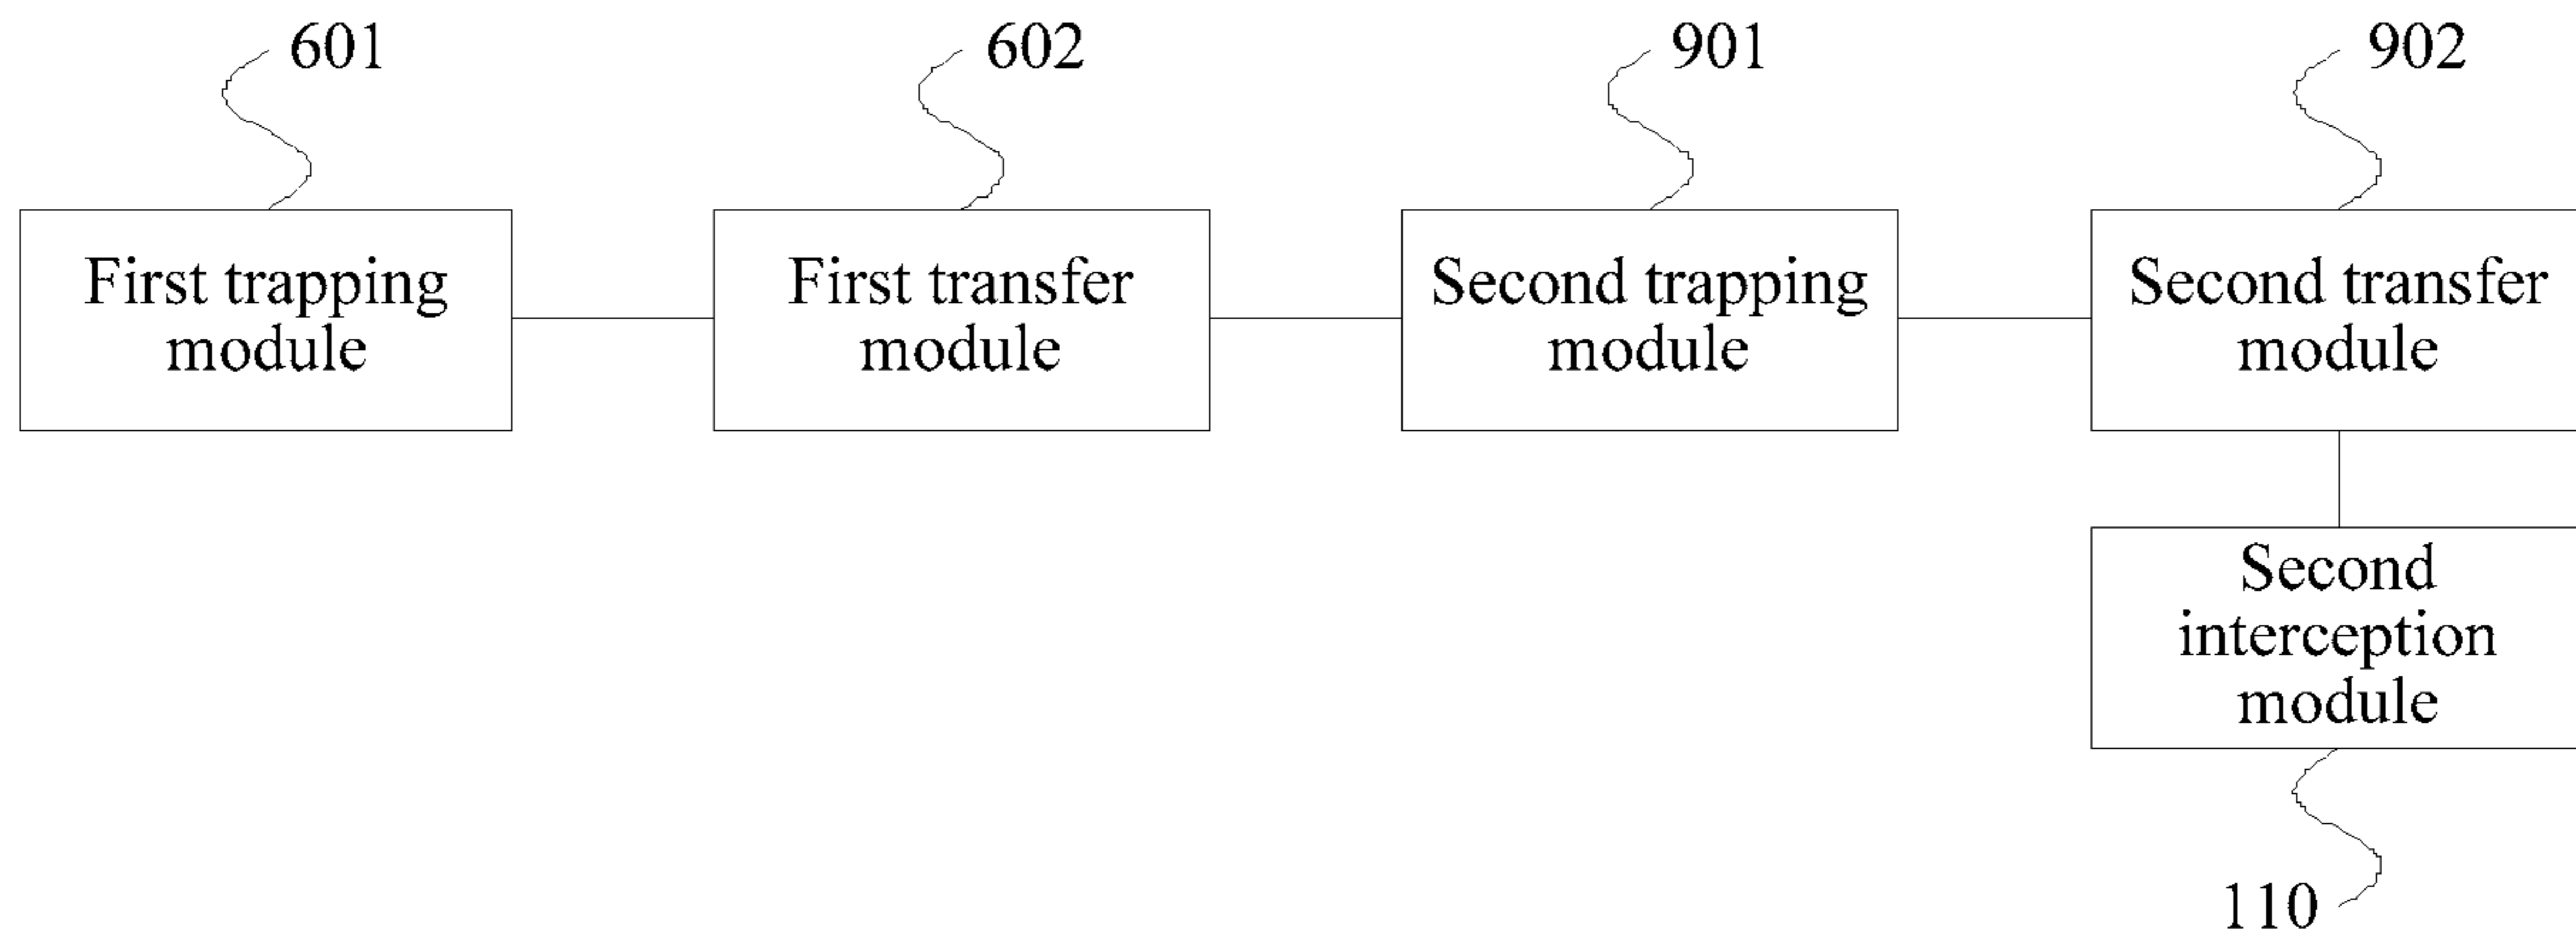 601
602
901
902
First trapping
module
First transfer
module
Second trapping
module
Second transfer
module
Second
interception
module
110